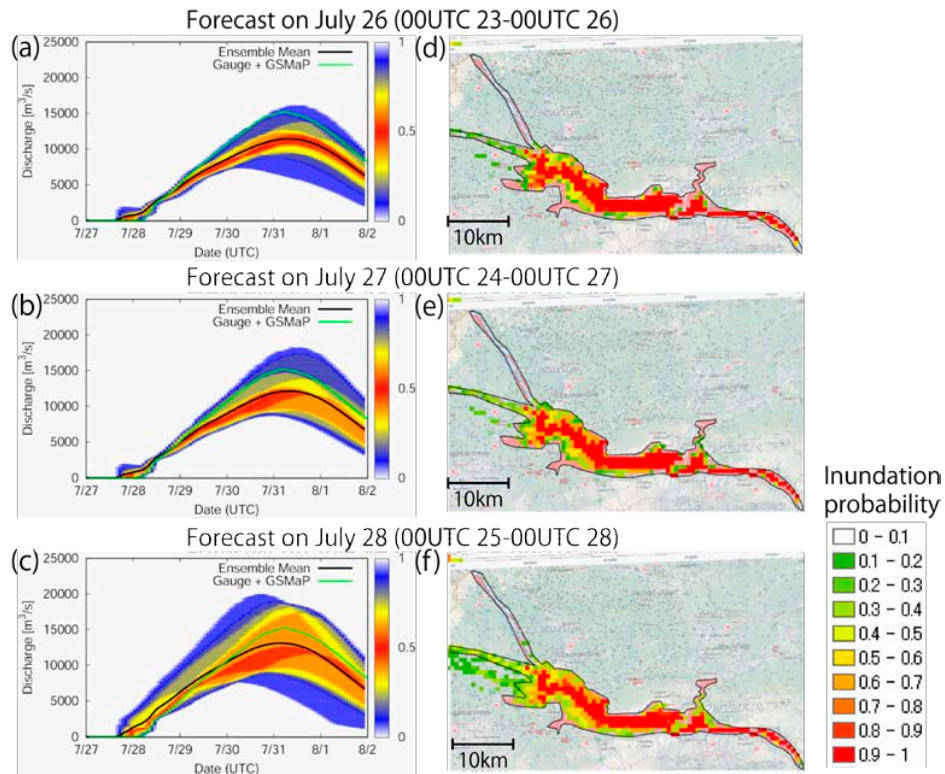 Forecast on July 26 (00UTC 23-00UTC 26)
(a)
25000
20000
15000
10000
5000
0
Discharge [m³/s]
Ensemble Mean
Gauge + GSMaP
1
0.5
0
7/27 7/28 7/29 7/30 7/31 8/1 8/2
Date (UTC)
(d)
10km
Forecast on July 27 (00UTC 24-00UTC 27)
(b)
25000
20000
15000
10000
5000
0
Discharge [m³/s]
Ensemble Mean
Gauge + GSMaP
1
0.5
0
7/27 7/28 7/29 7/30 7/31 8/1 8/2
Date (UTC)
(e)
10km
Forecast on July 28 (00UTC 25-00UTC 28)
(c)
25000
20000
15000
10000
5000
0
Discharge [m³/s]
Ensemble Mean
Gauge + GSMaP
1
0.5
0
7/27 7/28 7/29 7/30 7/31 8/1 8/2
Date (UTC)
(f)
10km
Inundation
probability
0 – 0.1
0.1 – 0.2
0.2 – 0.3
0.3 – 0.4
0.4 – 0.5
0.5 – 0.6
0.6 – 0.7
0.7 – 0.8
0.8 – 0.9
0.9 – 1